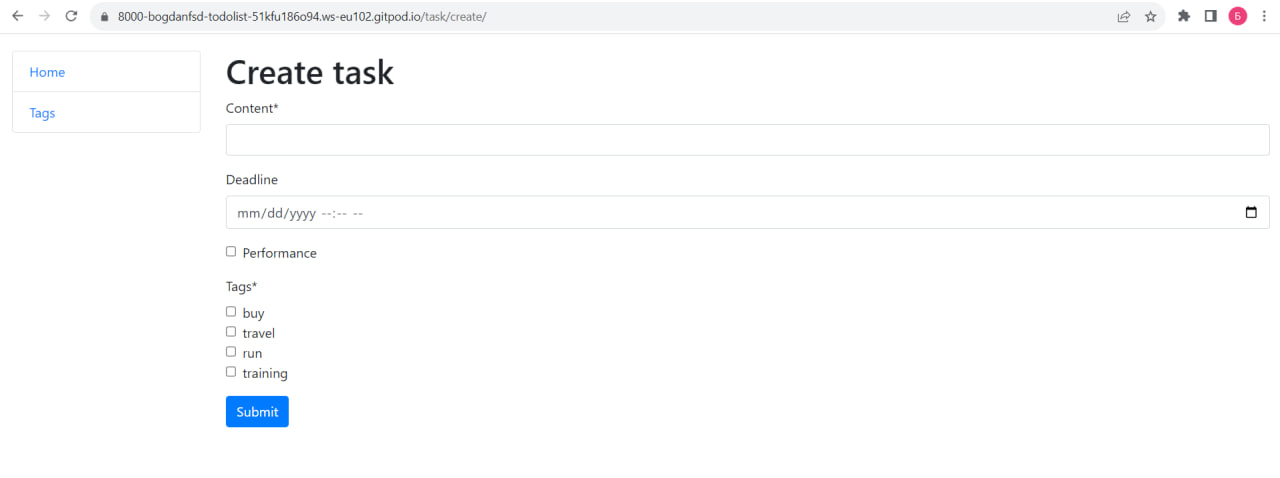 8000-bogdanfsd-todolist-51kfu186o94.ws-eu102.gitpod.io/task/create/
Б
Home
Tags
Create task
Content*
Deadline
mm/dd/yyyy --:-- --
Performance
Tags*
buy
travel
run
training
Submit